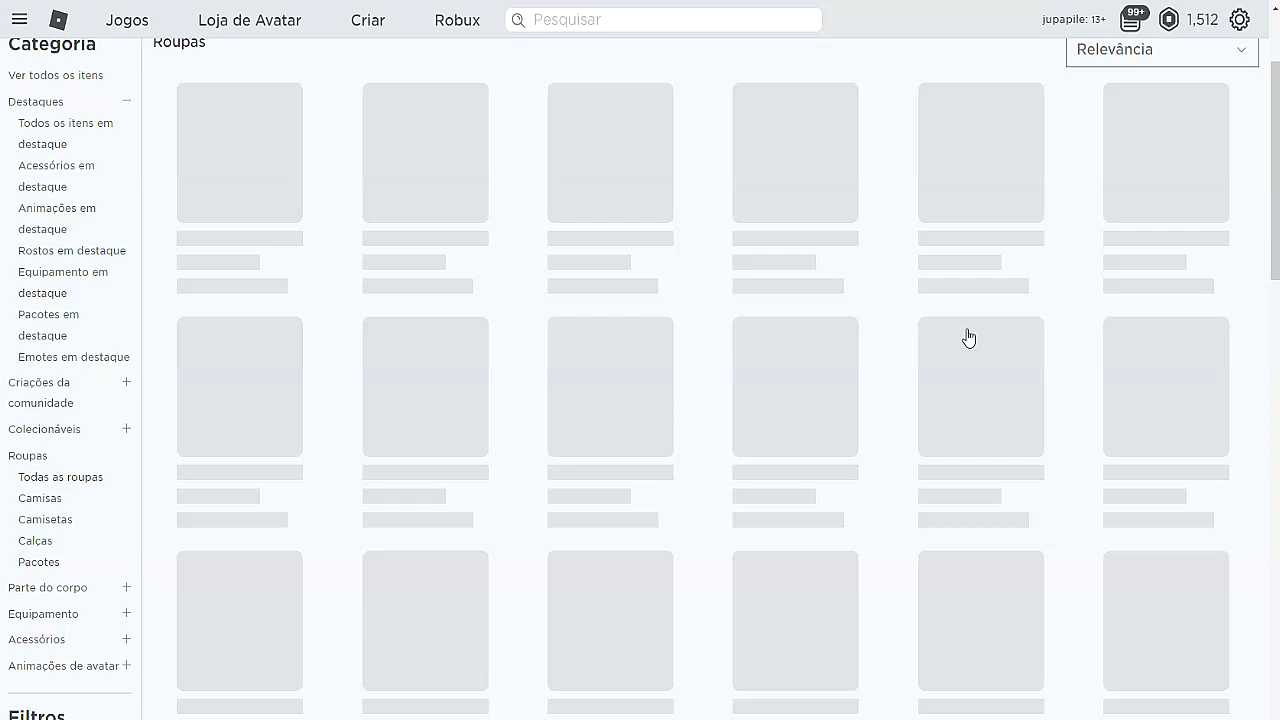 Jogos
Loja de Avatar
Criar
Robux
Pesquisar
jupapile: 13+
99+
1,512
Categoria
Ver todos os itens
Destaques
Todos os itens em
destaque
Acessórios em
destaque
Animações em
destaque
Rostos em destaque
Equipamento em
destaque
Pacotes em
destaque
Emotes em destaque
Criações da
comunidade
Colecionáveis
Roupas
Todas as roupas
Camisas
Camisetas
Calças
Pacotes
Parte do corpo
Equipamento
Acessórios
Animações de avatar
Filtros
Roupas
Relevância